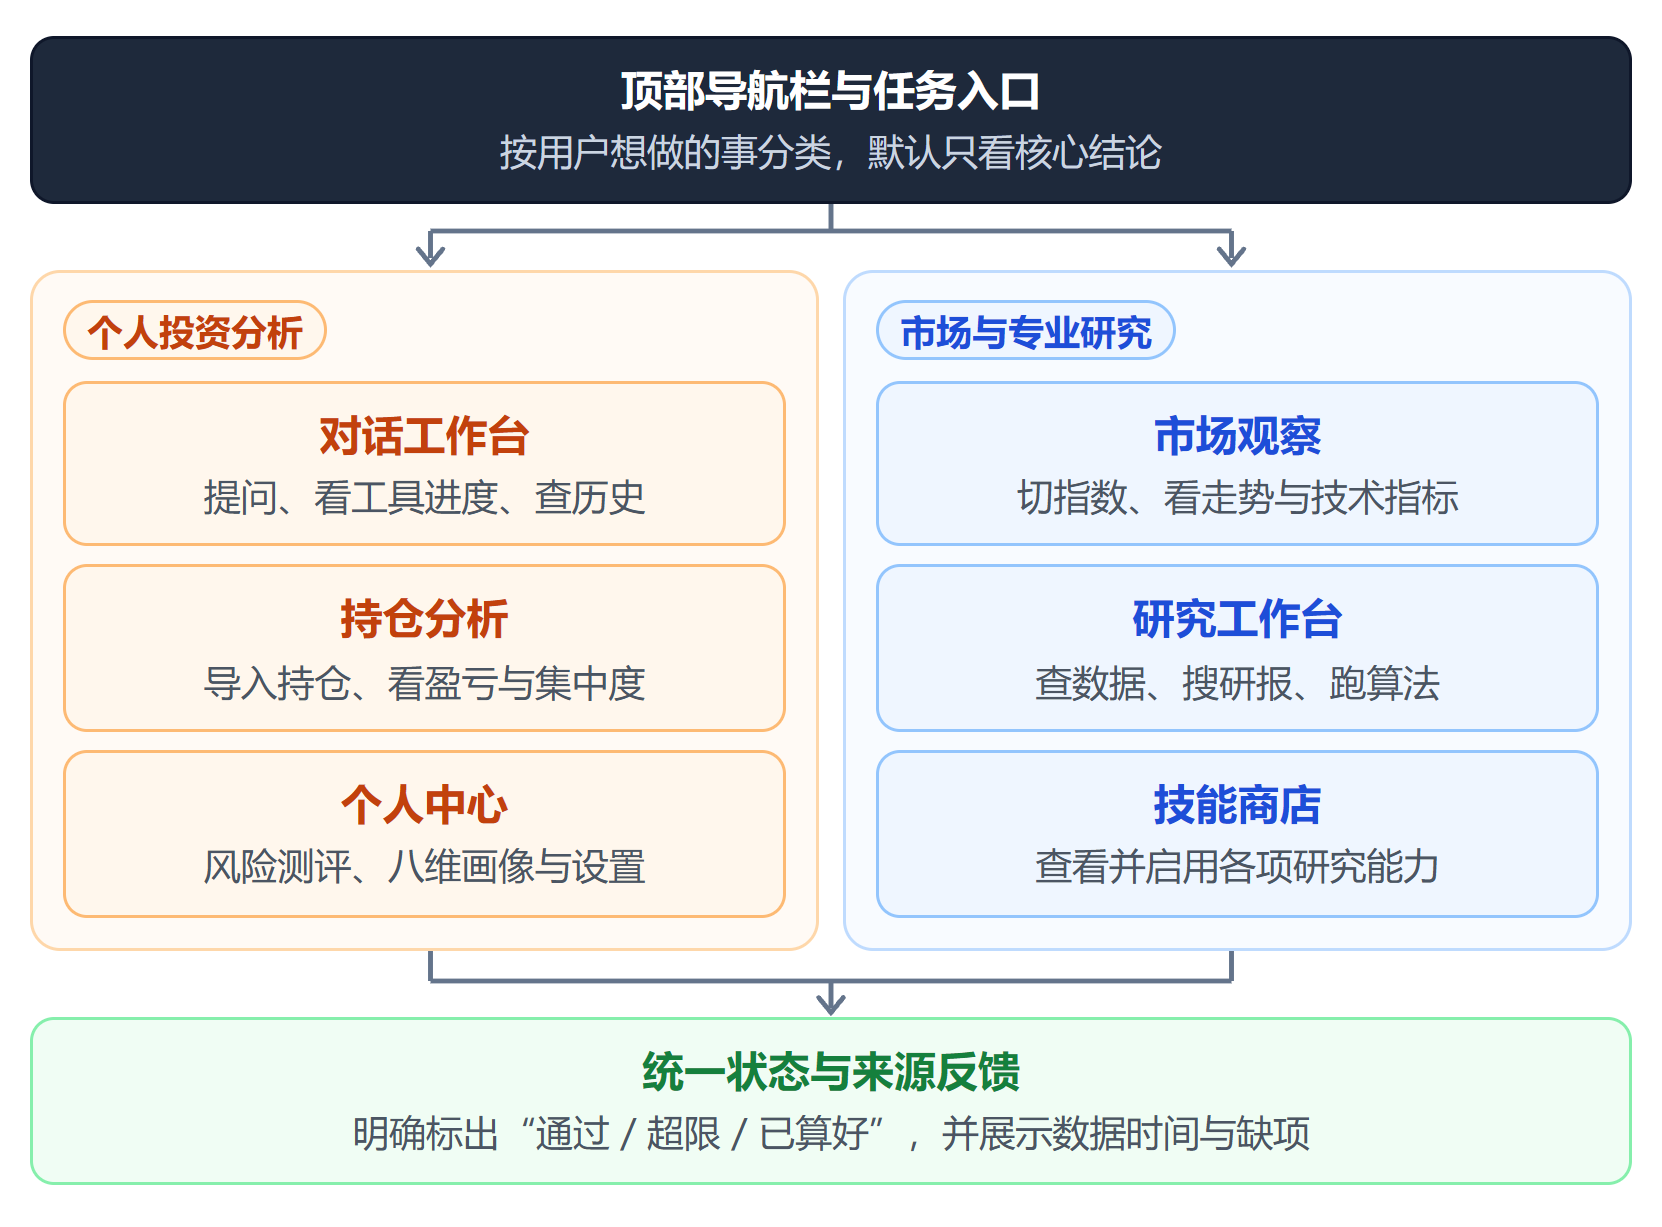 顶部导航栏与任务入口
按用户想做的事分类，默认只看核心结论
个人投资分析
对话工作台
提问、看工具进度、查历史
持仓分析
导入持仓、看盈亏与集中度
个人中心
风险测评、八维画像与设置
市场与专业研究
市场观察
切指数、看走势与技术指标
研究工作台
查数据、搜研报、跑算法
技能商店
查看并启用各项研究能力
统一状态与来源反馈
明确标出“通过 / 超限 / 已算好”，并展示数据时间与缺项